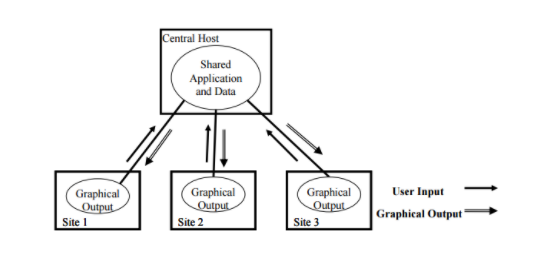 Central Host
Shared
Application
and Data
Graphical
Output
Site 1
Graphical
Output
Site 2
Graphical
Output
Site 3
User Input
Graphical Output